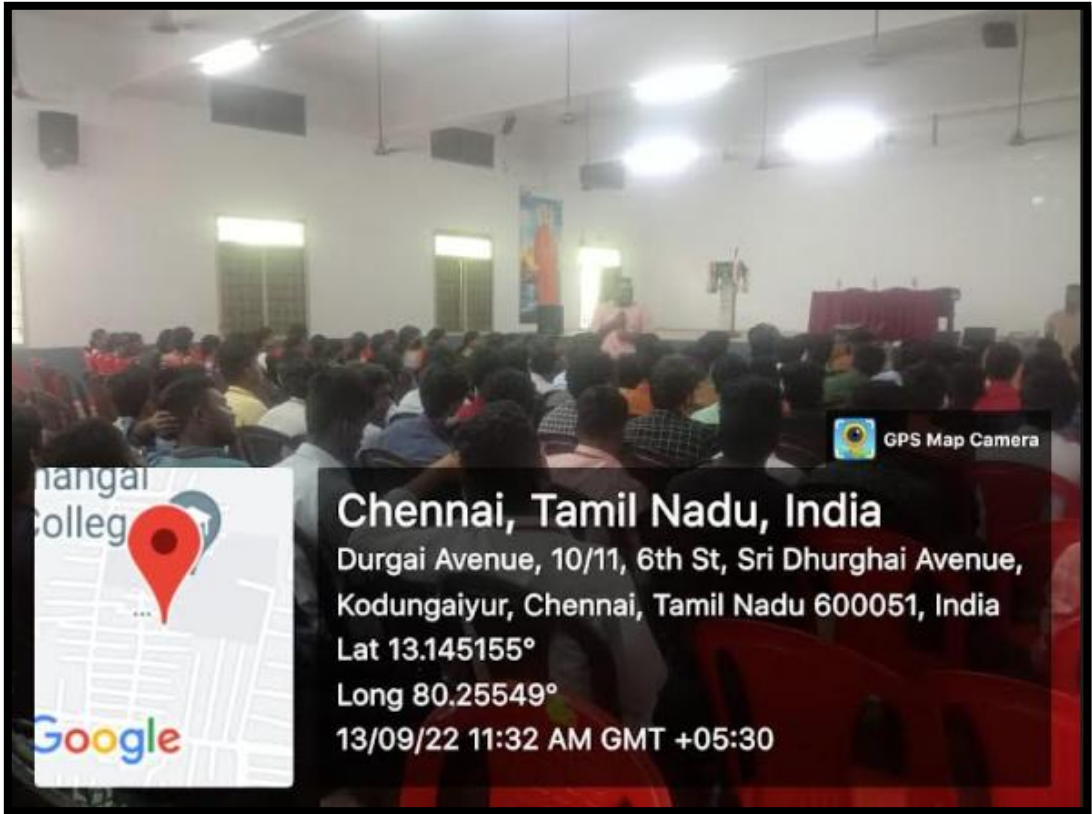 GPS Map Camera
hangai
Colleg
Chennai, Tamil Nadu, India
Durgai Avenue, 10/11, 6th St, Sri Dhurghai Avenue,
Kodungaiyur, Chennai, Tamil Nadu 600051, India
Lat 13.145155°
Long 80.25549°
13/09/22 11:32 AM GMT +05:30
Google